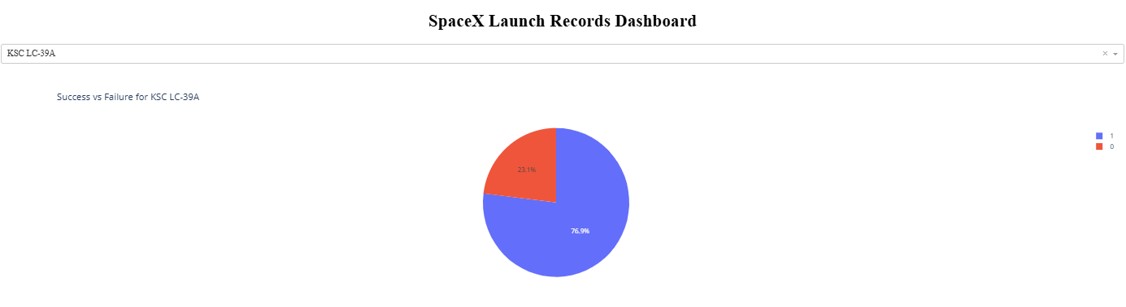 SpaceX Launch Records Dashboard
KSC LC-39A
Success vs Failure for KSC LC-39A
1
0
23.1%
76.9%